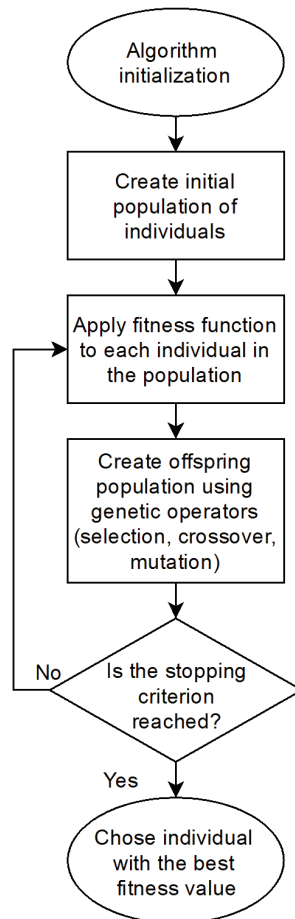 Algorithm
initialization
Create initial
population of
individuals
Apply fitness function
to each individual in
the population
Create offspring
population using
genetic operators
(selection, crossover,
mutation)
Is the stopping
criterion
reached?
No
Yes
Chose individual
with the best
fitness value